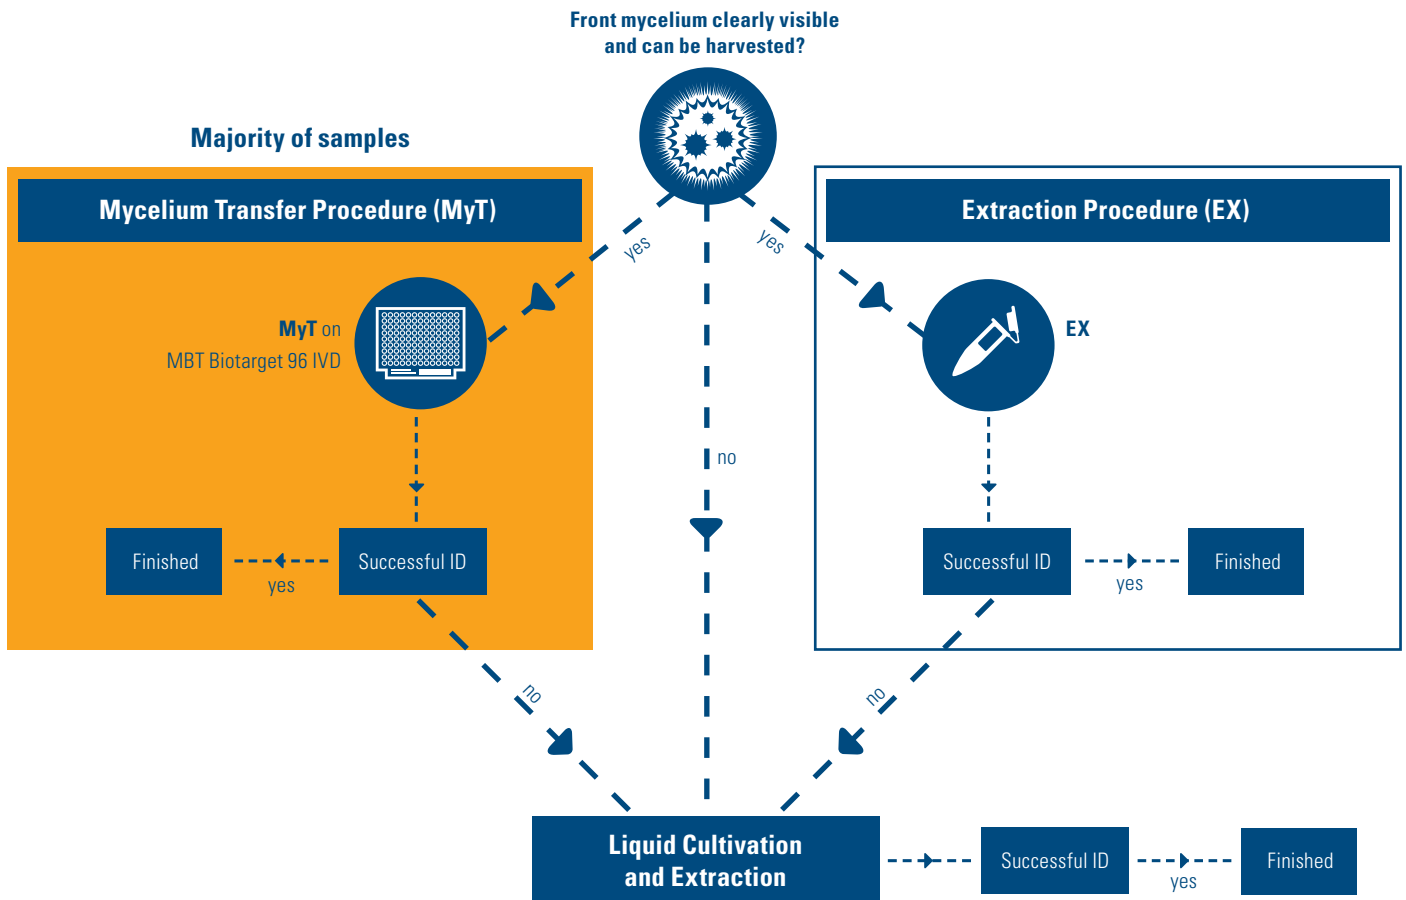 Front mycelium clearly visible
and can be harvested?
Majority of samples
Mycelium Transfer Procedure (MyT)
Extraction Procedure (EX)
yes
yes
MyT on
MBT Biotarget 96 IVD
EX
no
Finished
yes
Successful ID
Successful ID
yes
Finished
no
no
Liquid Cultivation
and Extraction
Successful ID
yes
Finished